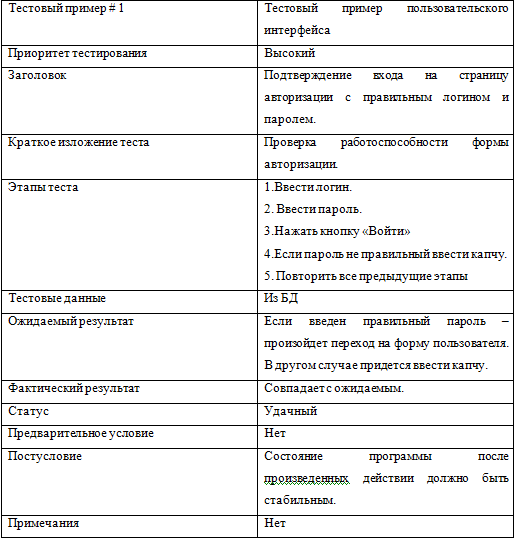 Тестовый пример # 1
Тестовый пример пользовательского
интерфейса
Приоритет тестирования
Высокий
Заголовок
Подтверждение входа на страницу
авторизации с правильным логином и
паролем.
Краткое изложение теста
Проверка работоспособности формы
авторизации.
Этапы теста
1.Ввести логин.
2. Ввести пароль.
3.Нажать кнопку «Войти»
4.Если пароль не правильный ввести капчу.
5. Повторить все предыдущие этапы
Тестовые данные
Из БД
Ожидаемый результат
Если введен правильный пароль –
произойдет переход на форму пользователя.
В другом случае придется ввести капчу.
Фактический результат
Совпадает с ожидаемым.
Статус
Удачный
Предварительное условие
Нет
Постусловие
Состояние программы после
произведенных действии должно быть
стабильным.
Примечания
Нет